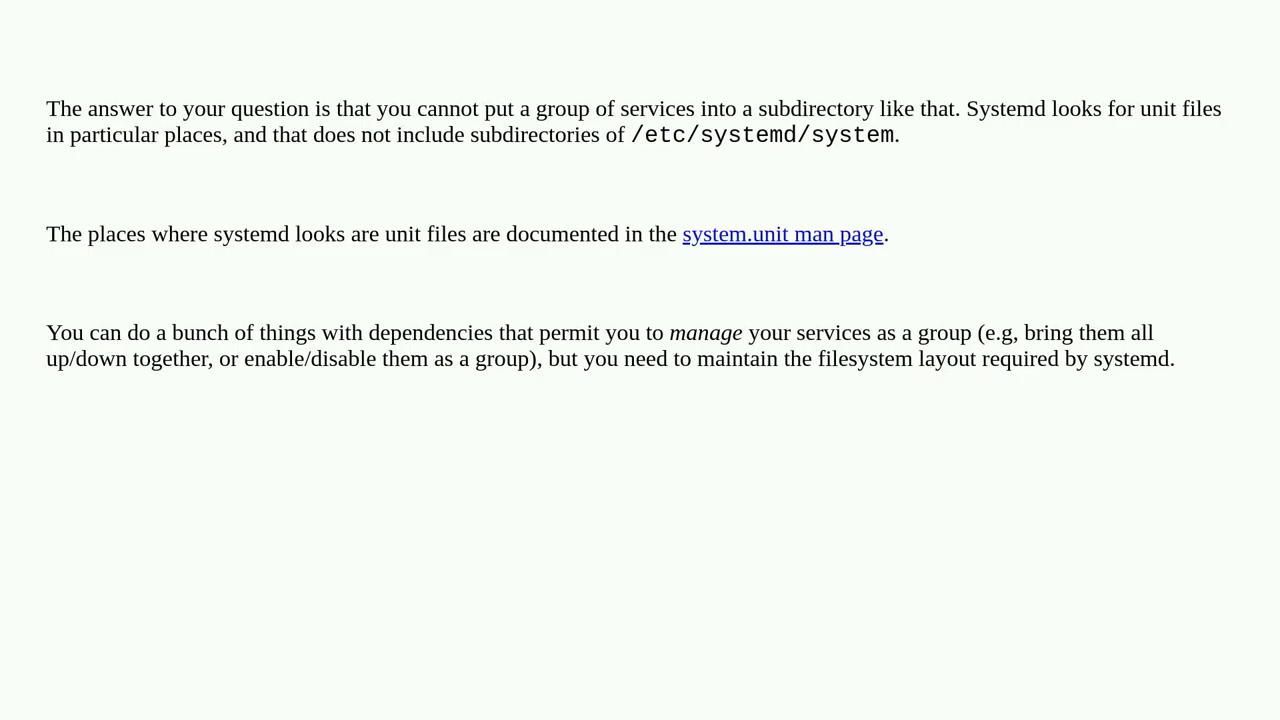 The answer to your question is that you cannot put a group of services into a subdirectory like that. Systemd looks for unit files
in particular places, and that does not include subdirectories of /etc/systemd/system.
The places where systemd looks are unit files are documented in the system.unit man page.
You can do a bunch of things with dependencies that permit you to manage your services as a group (e.g, bring them all
up/down together, or enable/disable them as a group), but you need to maintain the filesystem layout required by systemd.